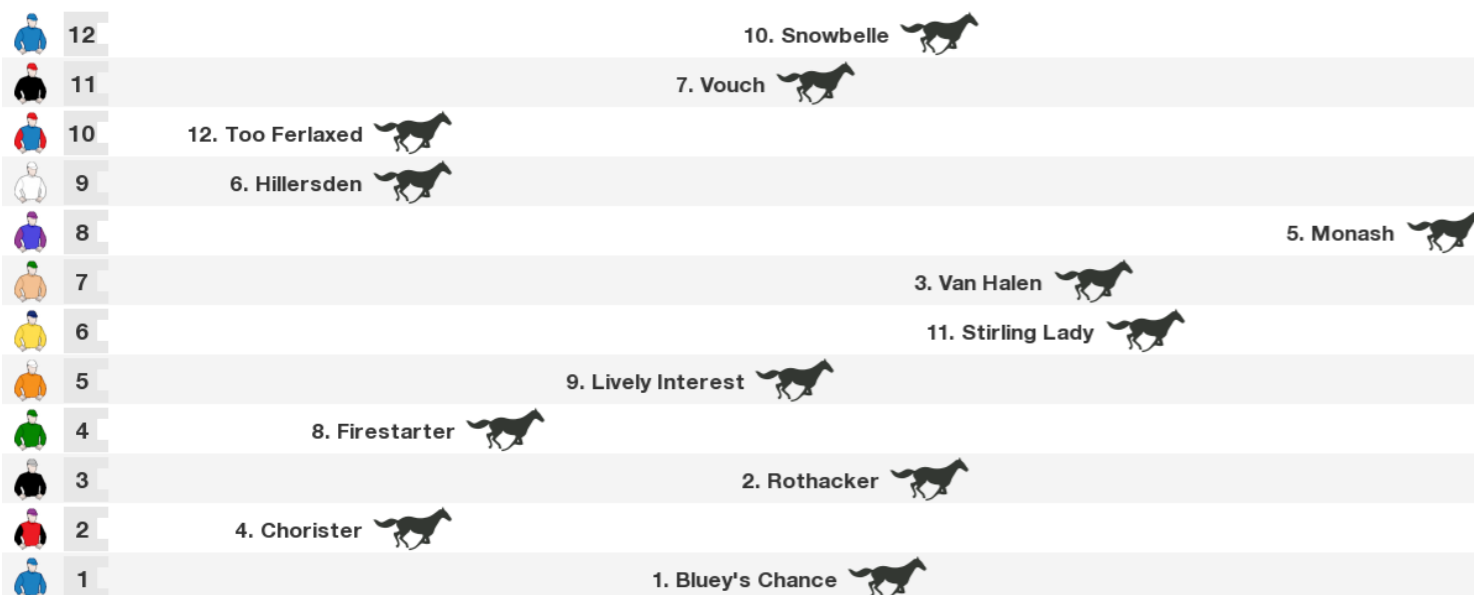 12 10. Snowbelle
11 7. Vouch
10 12. Too Ferlaxed
9 6. Hillersden
8 5. Monash
7 3. Van Halen
6 11. Stirling Lady
5 9. Lively Interest
4 8. Firestarter
3 2. Rothacker
2 4. Chorister
1 1. Bluey's Chance